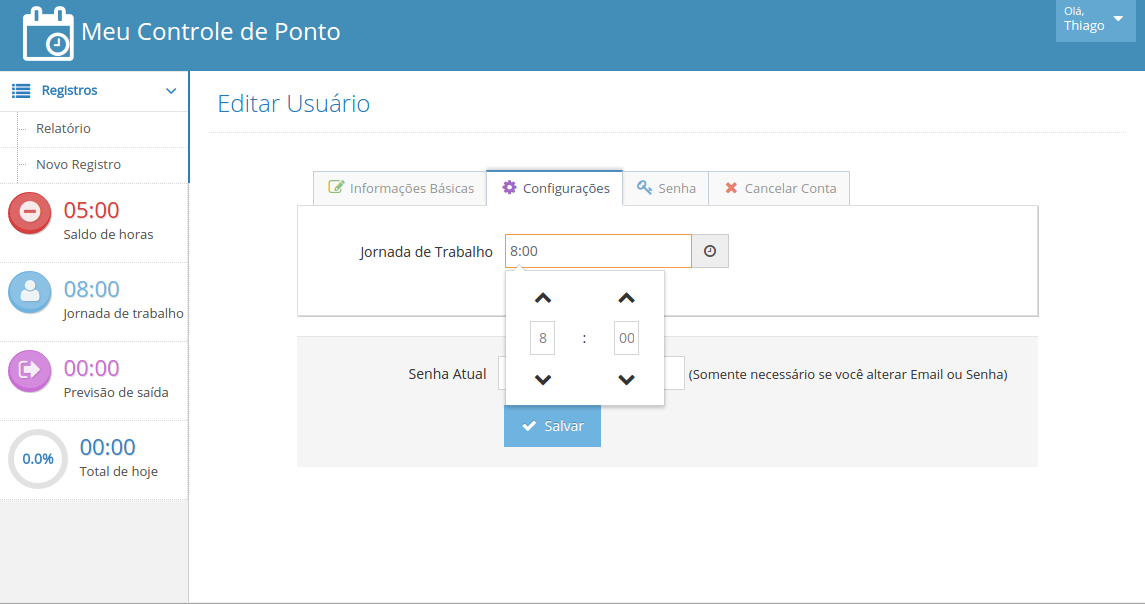 Meu Controle de Ponto
Olá,
Thiago
Registros
Relatório
Novo Registro
05:00
Saldo de horas
08:00
Jornada de trabalho
00:00
Previsão de saída
0.0%
00:00
Total de hoje
Editar Usuário
Informações Básicas
Configurações
Senha
Cancelar Conta
Jornada de Trabalho
8:00
8 : 00
Senha Atual
(Somente necessário se você alterar Email ou Senha)
Salvar